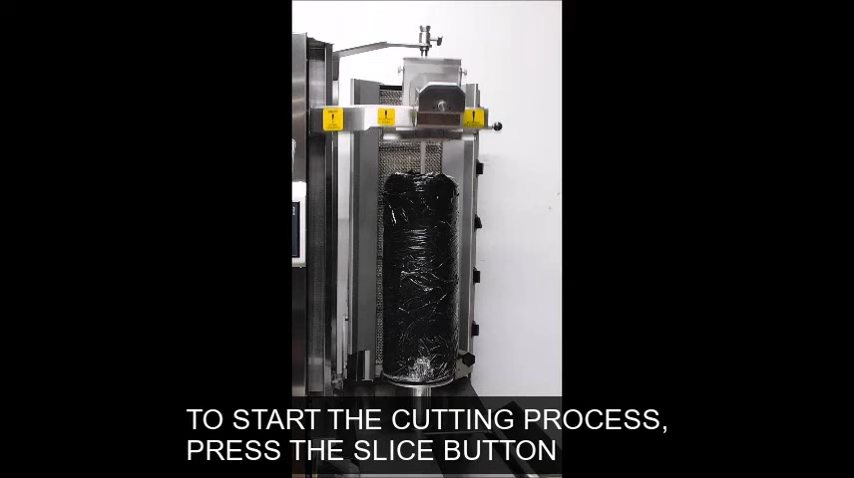 TO START THE CUTTING PROCESS,
PRESS THE SLICE BUTTON